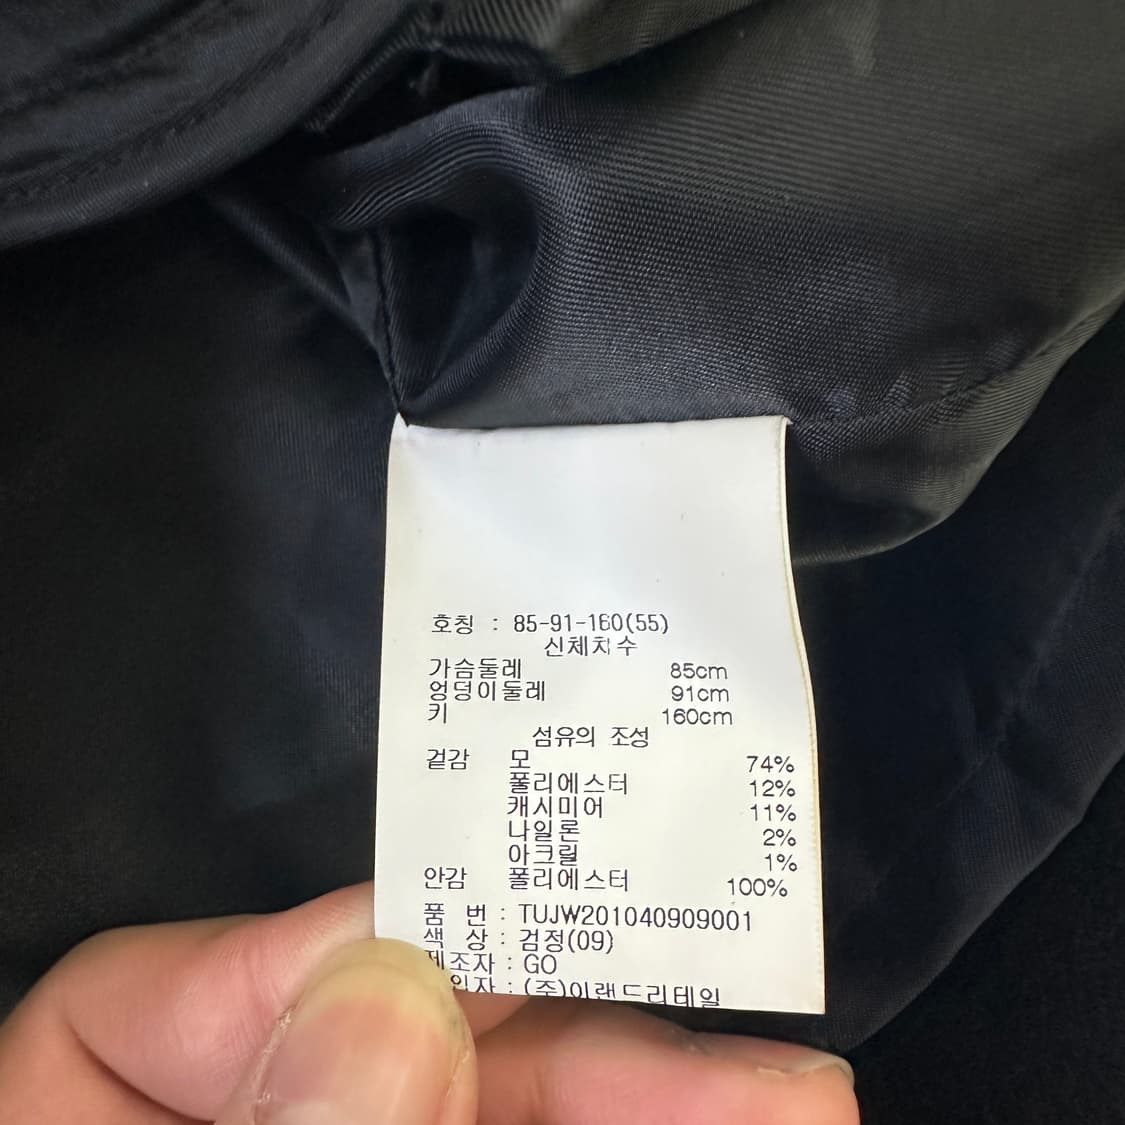 호칭 : 85-91-160(55)
신체치수
가슴둘레 85cm
엉덩이둘레 91cm
키 160cm
섬유의 조성
겉감 모 74%
폴리에스터 12%
캐시미어 11%
나일론 2%
아크릴 1%
안감 폴리에스터 100%
품 번 : TUJW201040909001
색 상 : 검정(09)
제조자 : GO
입자 : (주)이랜드리테일